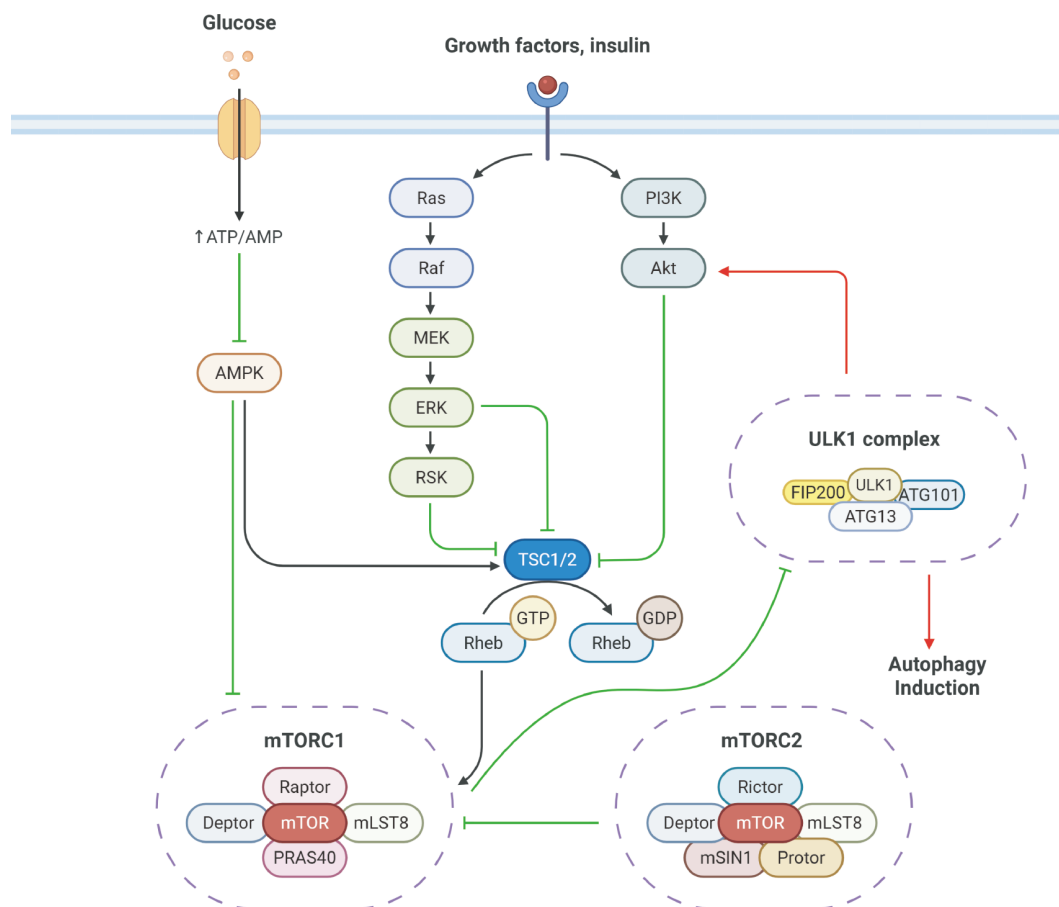 Glucose
Growth factors, insulin
Ras
PI3K
↑ATP/AMP
Raf
Akt
MEK
AMPK
ERK
ULK1 complex
RSK
FIP200
ULK1
ATG101
ATG13
TSC1/2
GTP
GDP
Rheb
Rheb
Autophagy
Induction
mTORC1
mTORC2
Raptor
Rictor
Deptor
mTOR
mLST8
Deptor
mTOR
mLST8
PRAS40
mSIN1
Protor